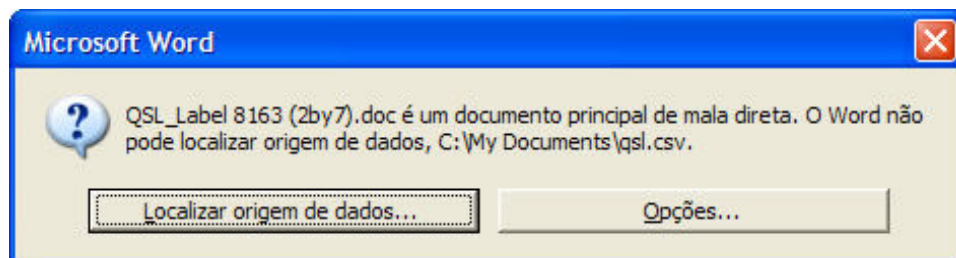 Microsoft Word
QSL_Label 8163 (2by7).doc é um documento principal de mala direta. O Word não
pode localizar origem de dados, C:\My Documents\qsl.csv.
Localizar origem de dados... Opções...